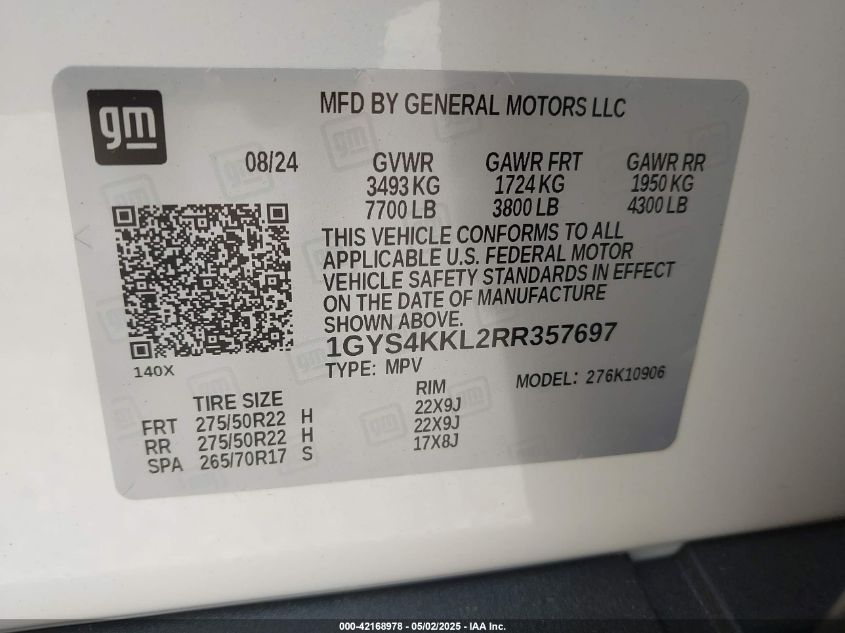 gm
MFD BY GENERAL MOTORS LLC
08/24 GVWR GAWR FRT GAWR RR
3493 KG 1724 KG 1950 KG
7700 LB 3800 LB 4300 LB
THIS VEHICLE CONFORMS TO ALL
APPLICABLE U.S. FEDERAL MOTOR
VEHICLE SAFETY STANDARDS IN EFFECT
ON THE DATE OF MANUFACTURE
SHOWN ABOVE.
1GYS4KKL2RR357697
140X
TYPE: MPV MODEL: 276K10906
TIRE SIZE RIM
FRT 275/50R22 H 22X9J
RR 275/50R22 H 22X9J
SPA 265/70R17 S 17X8J
000-42168978 - 05/02/2025 - IAA Inc.